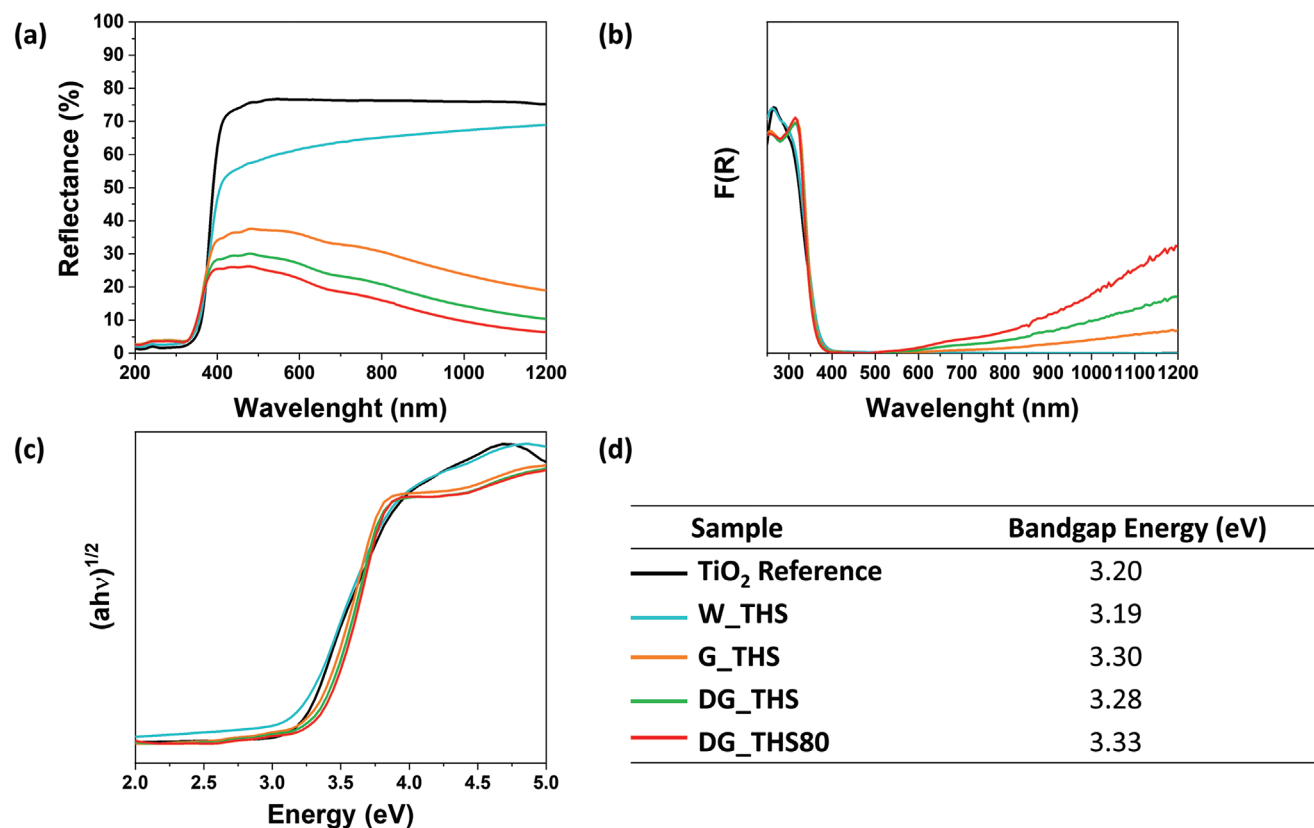 (a)
Reflectance (%)
100
90
80
70
60
50
40
30
20
10
0
200 400 600 800 1000 1200
Wavelenght (nm)
(b)
F(R)
300 400 500 600 700 800 900 1000 1100 1200
Wavelenght (nm)
(c)
(ahν)1/2
2.0 2.5 3.0 3.5 4.0 4.5 5.0
Energy (eV)
(d)
Sample Bandgap Energy (eV)
TiO2 Reference 3.20
W_THS 3.19
G_THS 3.30
DG_THS 3.28
DG_THS80 3.33